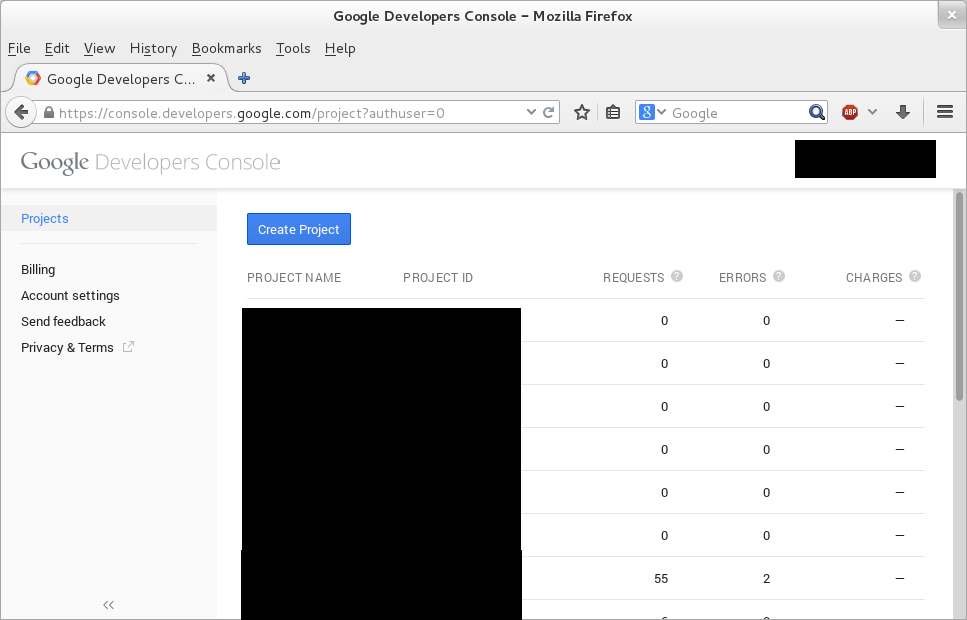 Google Developers Console – Mozilla Firefox
File Edit View History Bookmarks Tools Help
Google Developers C...
https://console.developers.google.com/project?authuser=0
Google
ABP
Google Developers Console
Projects
Billing
Account settings
Send feedback
Privacy & Terms
Create Project
PROJECT NAME PROJECT ID REQUESTS ? ERRORS ? CHARGES ?
0 0 —
0 0 —
0 0 —
0 0 —
0 0 —
0 0 —
55 2 —